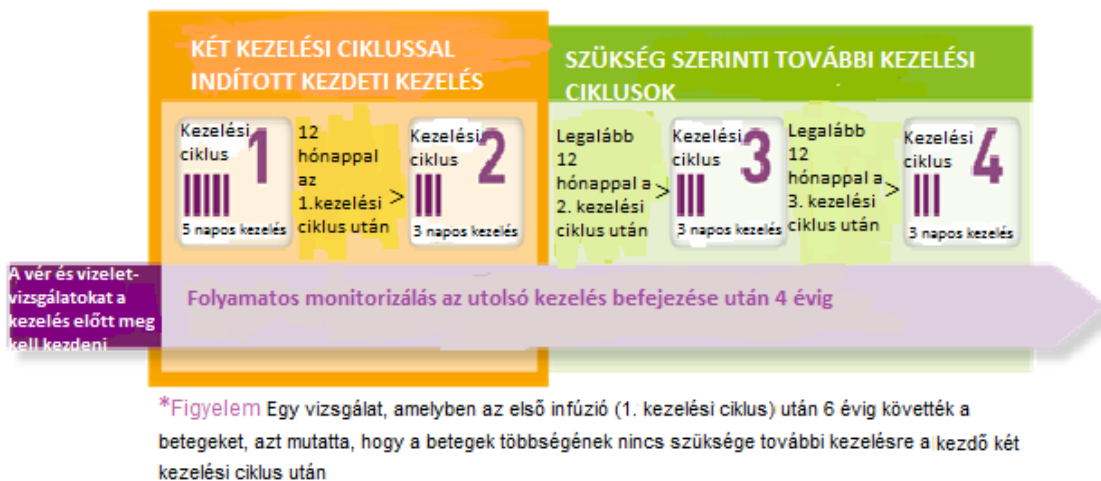 KÉT KEZELÉSI CIKLUSSAL
INDÍTOTT KEZDETI KEZELÉS
Kezelési
ciklus
1
5 napos kezelés
12
hónappal
az
1.kezelési >
ciklus után
Kezelési
ciklus
2
3 napos kezelés
SZÜKSÉG SZERINTI TOVÁBBI KEZELÉSI
CIKLUSOK
Legalább
12
hónappal a >
2. kezelési
ciklus után
Kezelési
ciklus
3
3 napos kezelés
Legalább
12
hónappal a >
3. kezelési
ciklus után
Kezelési
ciklus
4
3 napos kezelés
A vér és vizelet-
vizsgálatokat a
kezelés előtt meg
kell kezdeni
Folyamatos monitorizálás az utolsó kezelés befejezése után 4 évig
*Figyelem Egy vizsgálat, amelyben az első infúzió (1. kezelési ciklus) után 6 évig követték a
betegeket, azt mutatta, hogy a betegek többségének nincs szüksége további kezelésre a kezdő két
kezelési ciklus után